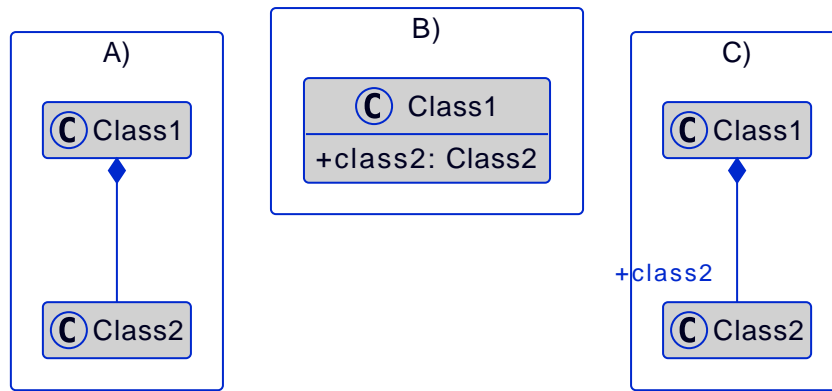 A)
C Class1
C Class2
B)
C Class1
+class2: Class2
C)
C Class1
+class2
C Class2